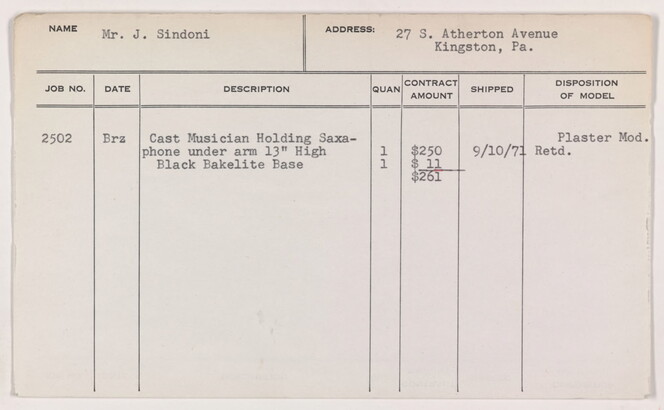 NAME Mr. J. Sindoni ADDRESS: 27 S. Atherton Avenue
Kingston, Pa.
JOB NO. DATE DESCRIPTION QUAN CONTRACT AMOUNT SHIPPED DISPOSITION OF MODEL
2502 Brz Cast Musician Holding Saxa- Plaster Mod.
phone under arm 13" High 1 $250 9/10/71 Retd.
Black Bakelite Base 1 $ 11
$261